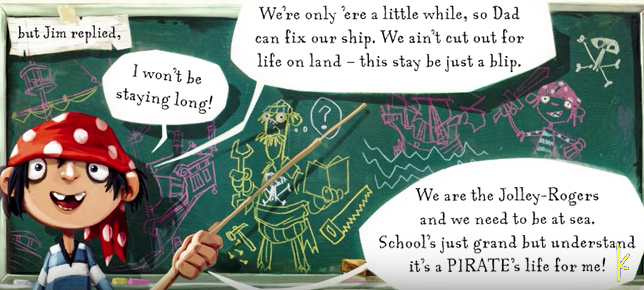 but Jim replied,
I won't be
staying long!
We're only 'ere a little while, so Dad
can fix our ship. We ain't cut out for
life on land – this stay be just a blip.
?
We are the Jolley-Rogers
and we need to be at sea.
School's just grand but understand
it's a PIRATE's life for me!